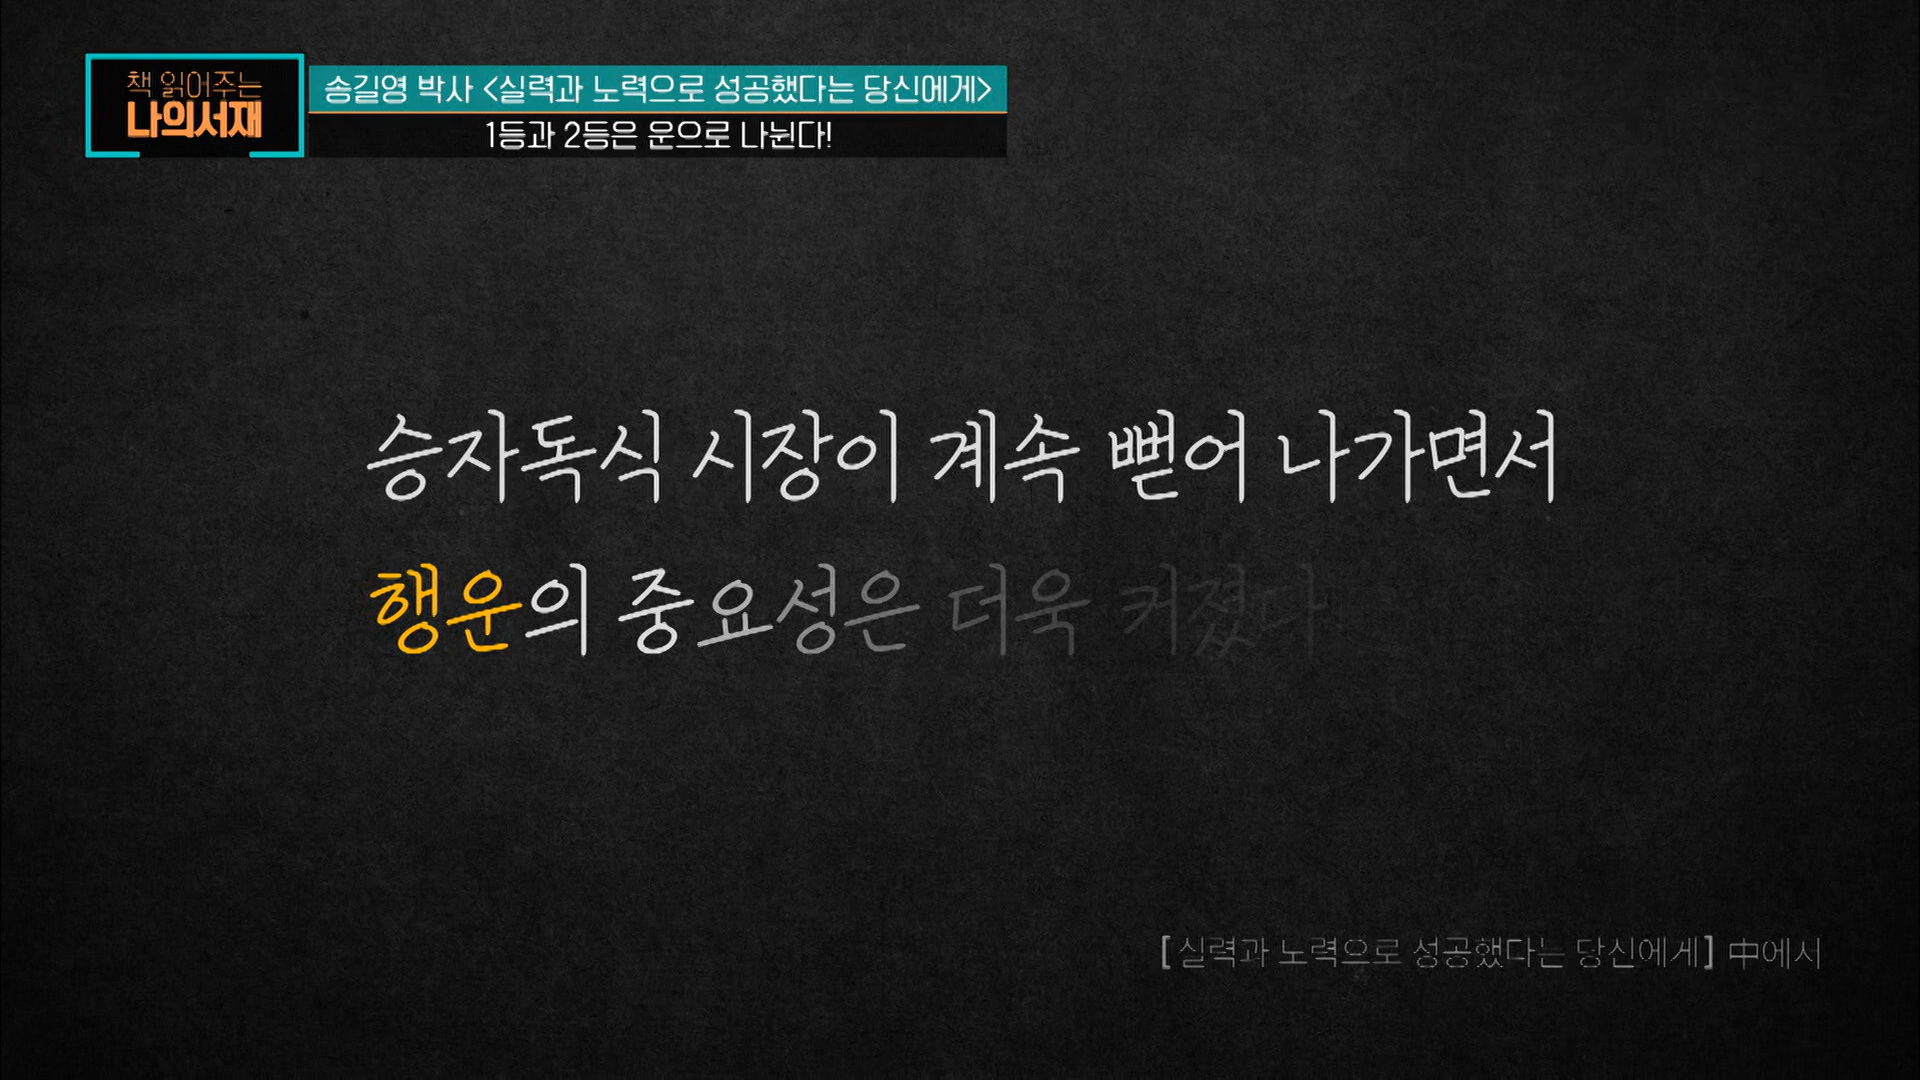 책 읽어주는
나의서재
송길영 박사 <실력과 노력으로 성공했다는 당신에게>
1등과 2등은 운으로 나뉜다!
승자독식 시장이 계속 뻗어 나가면서
행운의 중요성은 더욱 커졌다
[실력과 노력으로 성공했다는 당신에게] 中에서